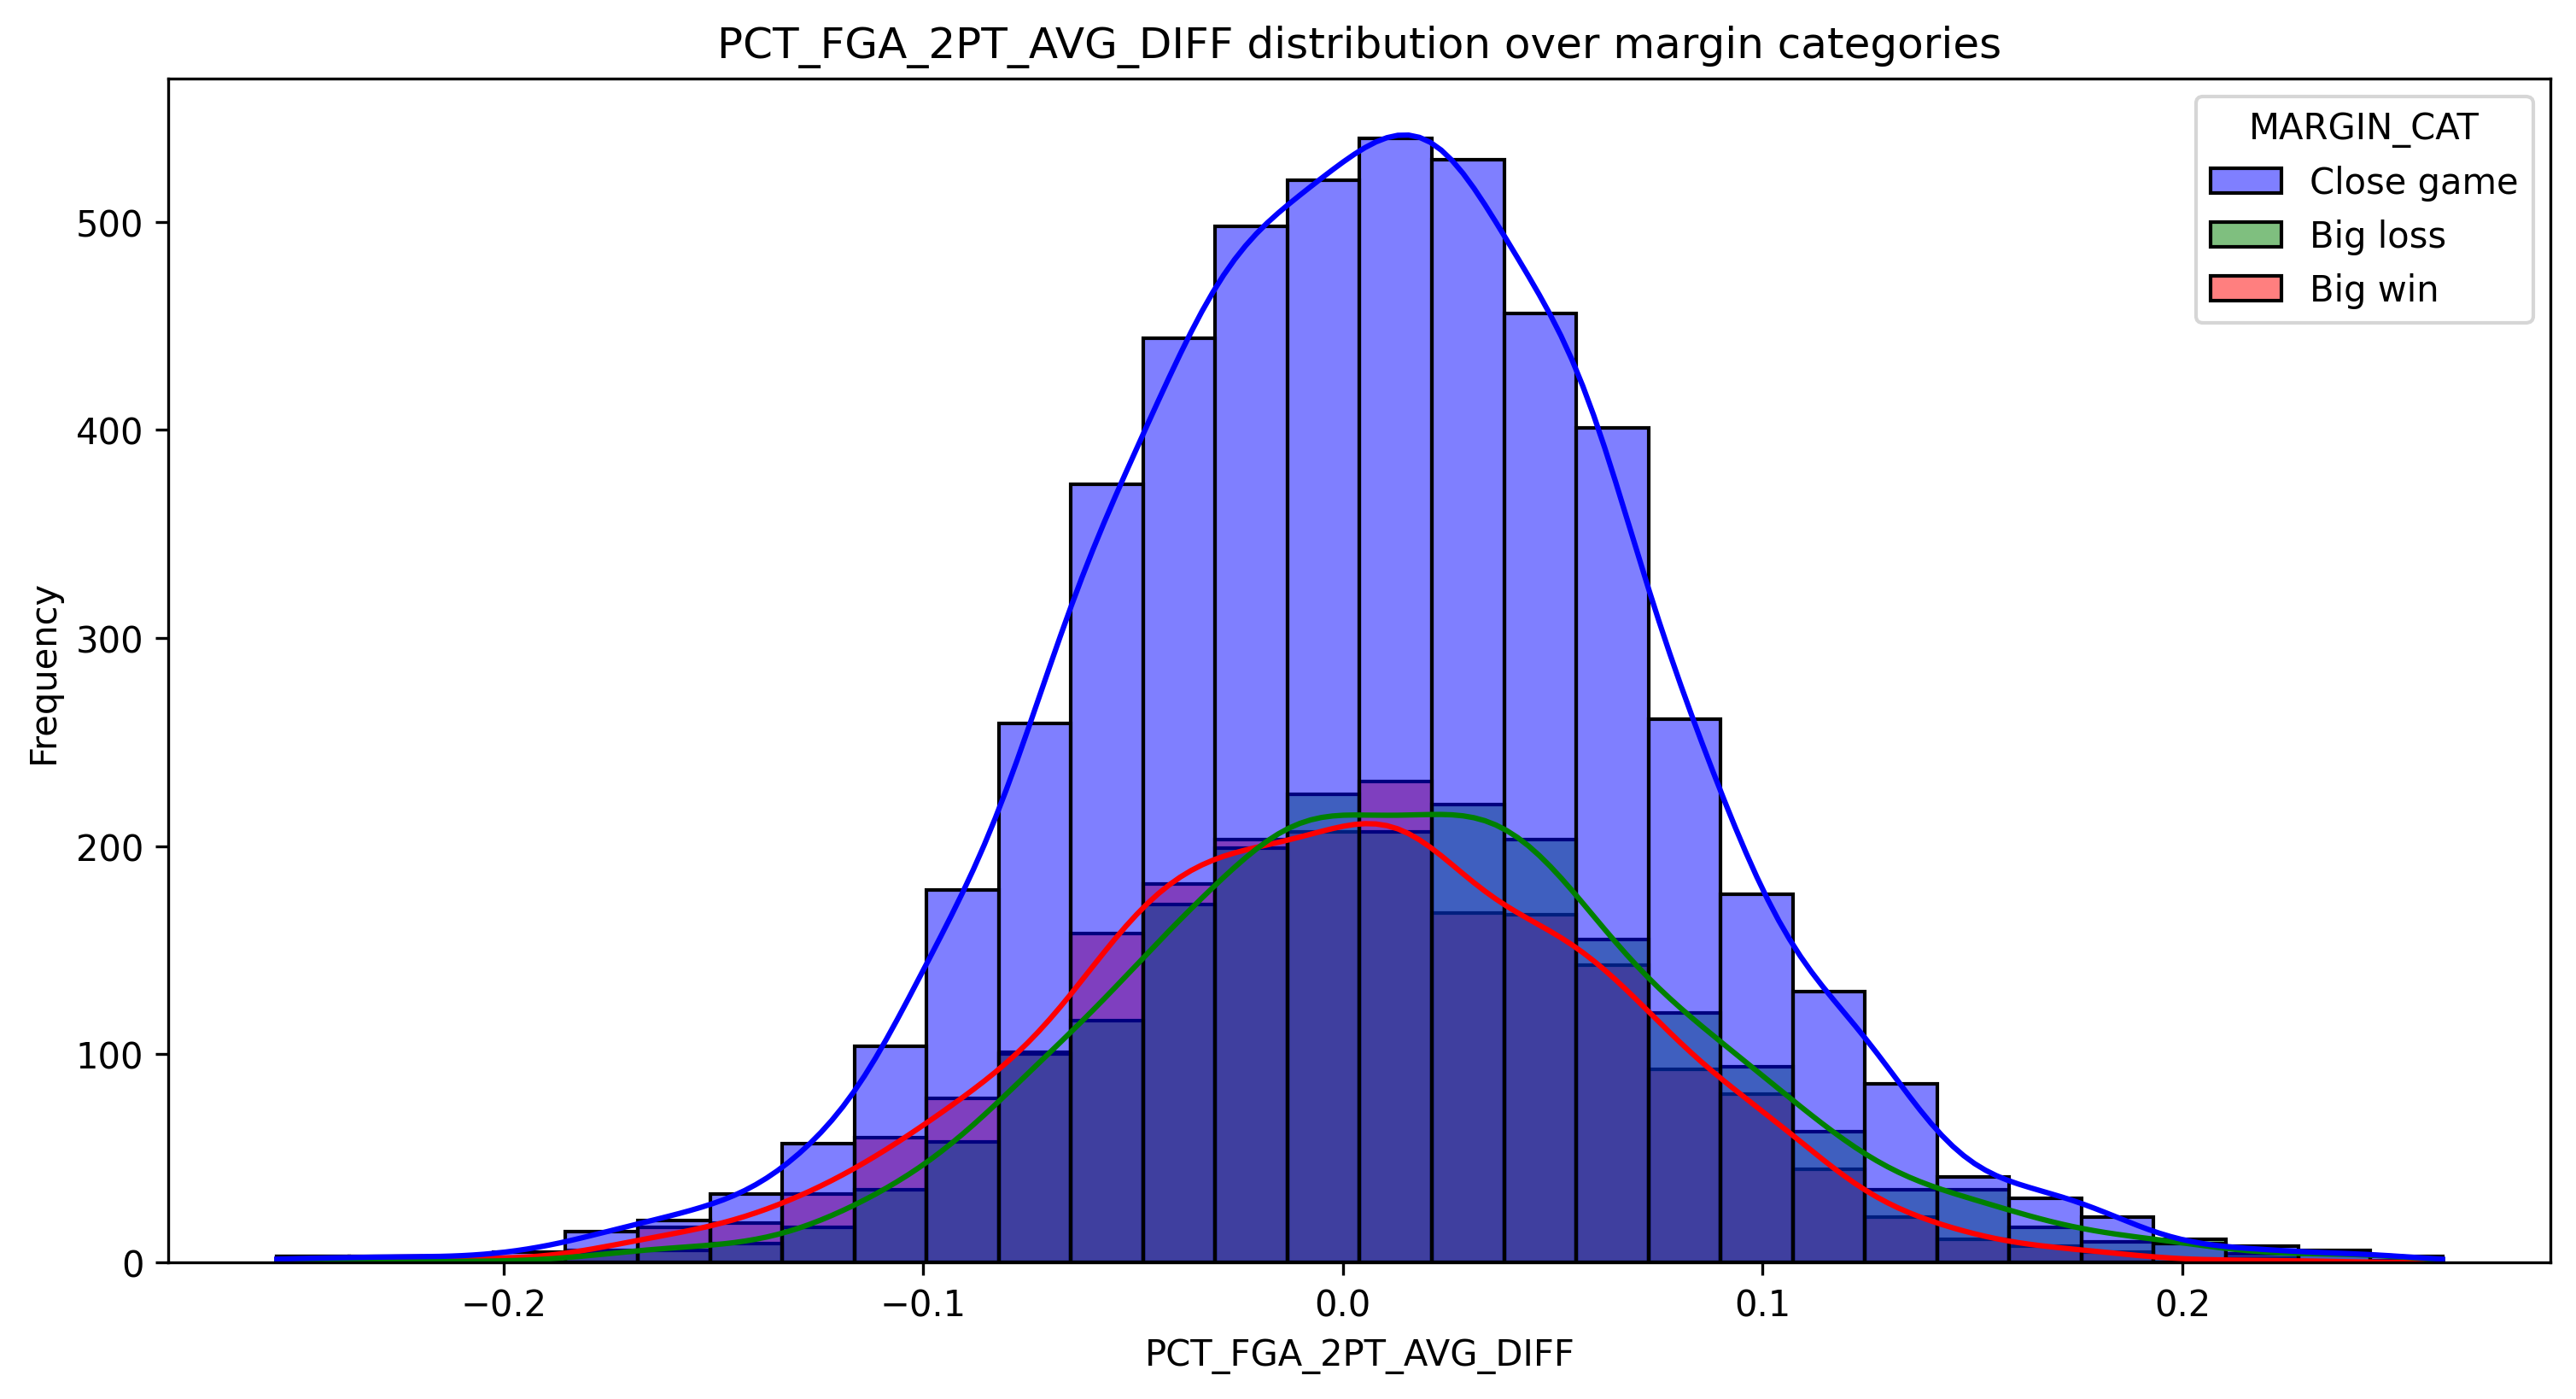 PCT_FGA_2PT_AVG_DIFF distribution over margin categories
MARGIN_CAT
Close game
Big loss
Big win
Frequency
500
400
300
200
100
0
−0.2
−0.1
0.0
0.1
0.2
PCT_FGA_2PT_AVG_DIFF